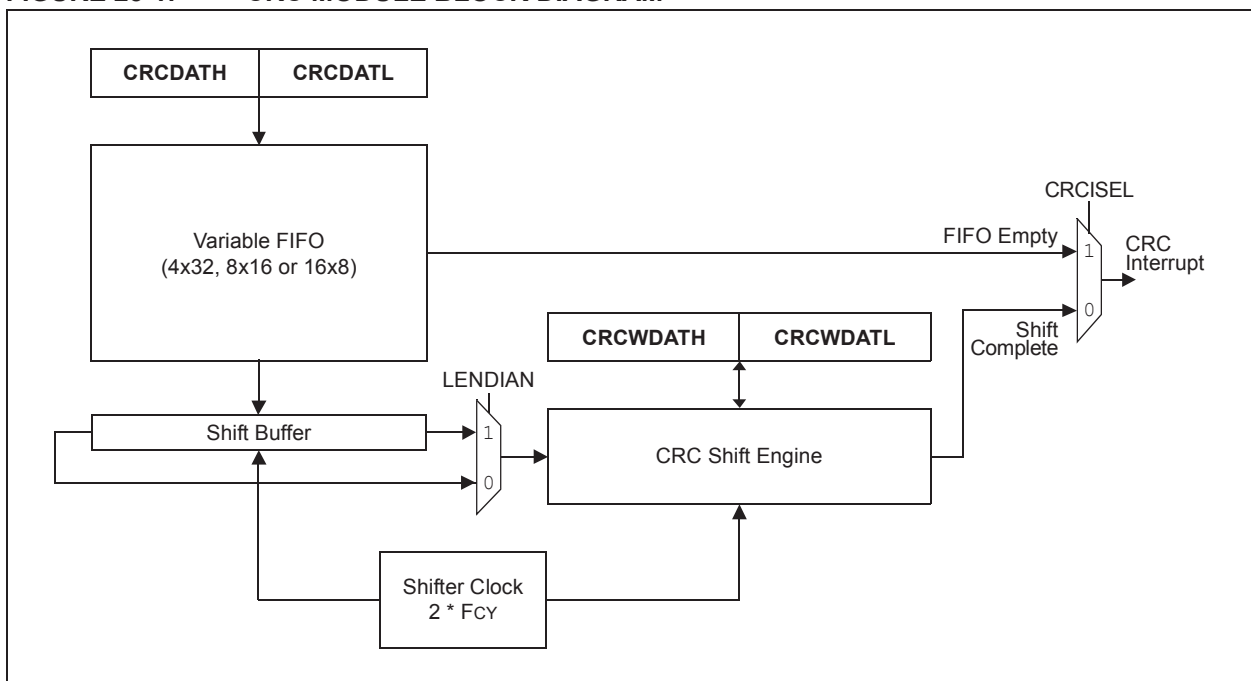 CRCDATH CRCDATL
Variable FIFO
(4x32, 8x16 or 16x8)
CRCISEL
FIFO Empty
1
CRC
Interrupt
0
Shift
Complete
CRCWDATH CRCWDATL
LENDIAN
Shift Buffer
1
0
CRC Shift Engine
Shifter Clock
2 * FCY